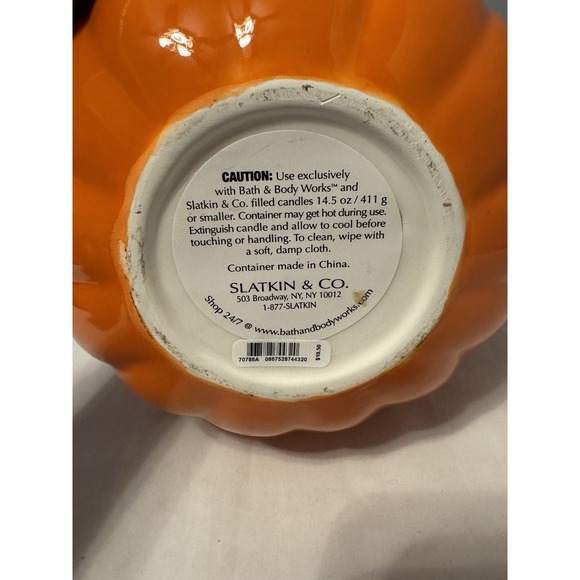 CAUTION: Use exclusively
with Bath & Body Works™ and
Slatkin & Co. filled candles 14.5 oz / 411 g
or smaller. Container may get hot during use.
Extinguish candle and allow to cool before
touching or handling. To clean, wipe with
a soft, damp cloth.
Container made in China.
SLATKIN & CO.
503 Broadway, NY, NY 10012
1-877-SLATKIN
Shop 24/7 @ www.bathandbodyworks.com
70788A 0667528744320
$19.50